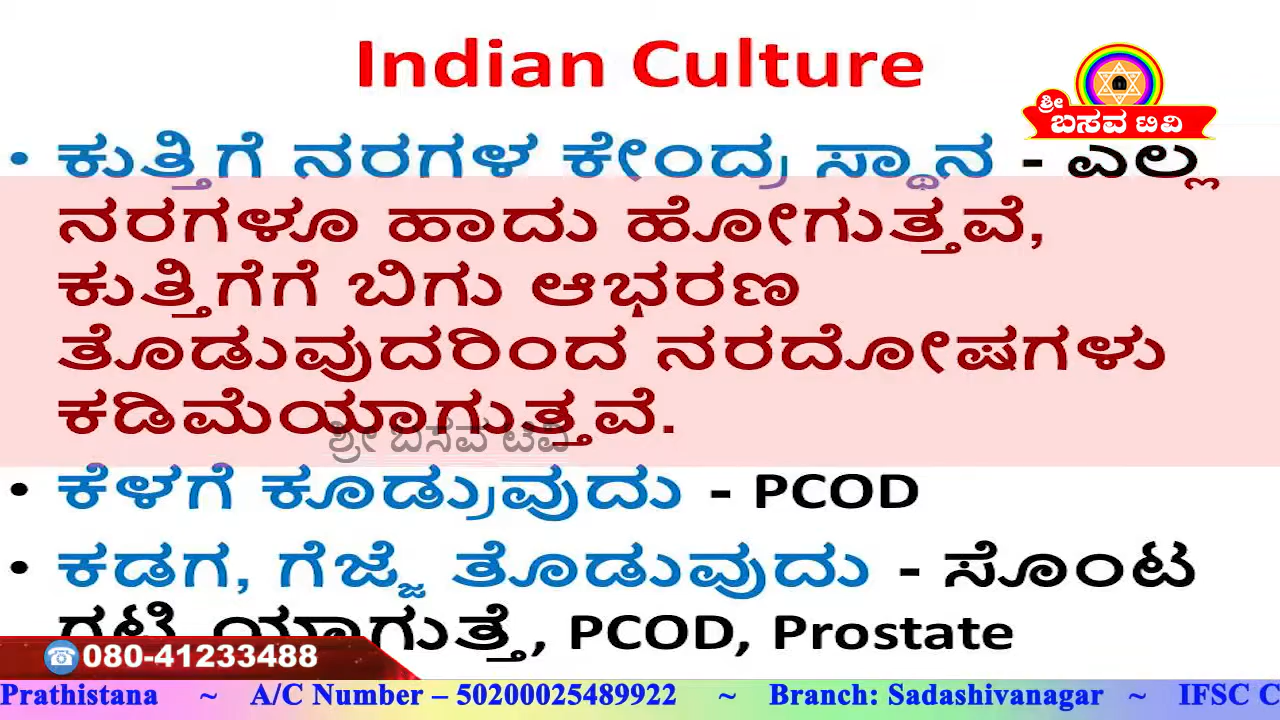 Indian Culture
ಶ್ರೀ
ಬಸವ ಟಿವಿ
• ಕುತ್ತಿಗೆ ನರಗಳ ಕೇಂದ್ರ ಸ್ಥಾನ - ಎಲ್ಲ
ನರಗಳೂ ಹಾದು ಹೋಗುತ್ತವೆ,
ಕುತ್ತಿಗೆಗೆ ಬಿಗು ಆಭರಣ
ತೊಡುವುದರಿಂದ ನರದೋಷಗಳು
ಕಡಿಮೆಯಾಗುತ್ತವೆ.
ಶ್ರೀ ಬಸವ ಟಿವಿ
• ಕೆಳಗೆ ಕೂಡ್ರುವುದು - PCOD
• ಕಡಗ, ಗೆಜ್ಜೆ ತೊಡುವುದು - ಸೊಂಟ
ಗಟ್ಟಿ ಯಾಗುತ್ತೆ, PCOD, Prostate
080-41233488
Prathistana ~ A/C Number – 50200025489922 ~ Branch: Sadashivanagar ~ IFSC C